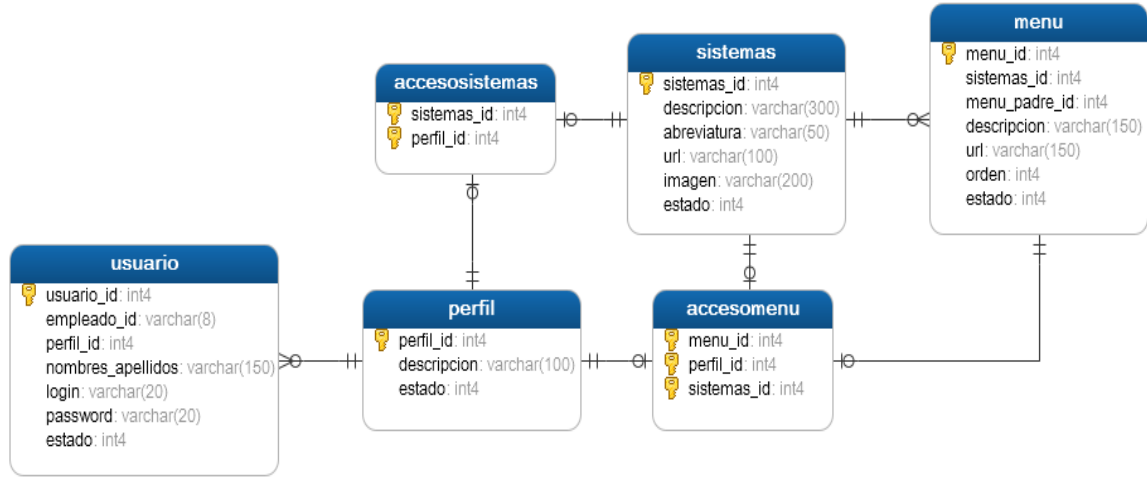 menu
menu_id: int4
sistemas_id: int4
menu_padre_id: int4
descripcion: varchar(150)
url: varchar(150)
orden: int4
estado: int4
sistemas
sistemas_id: int4
descripcion: varchar(300)
abreviatura: varchar(50)
url: varchar(100)
imagen: varchar(200)
estado: int4
accesosistemas
sistemas_id: int4
perfil_id: int4
usuario
usuario_id: int4
empleado_id: varchar(8)
perfil_id: int4
nombres_apellidos: varchar(150)
login: varchar(20)
password: varchar(20)
estado: int4
perfil
perfil_id: int4
descripcion: varchar(100)
estado: int4
accesomenu
menu_id: int4
perfil_id: int4
sistemas_id: int4